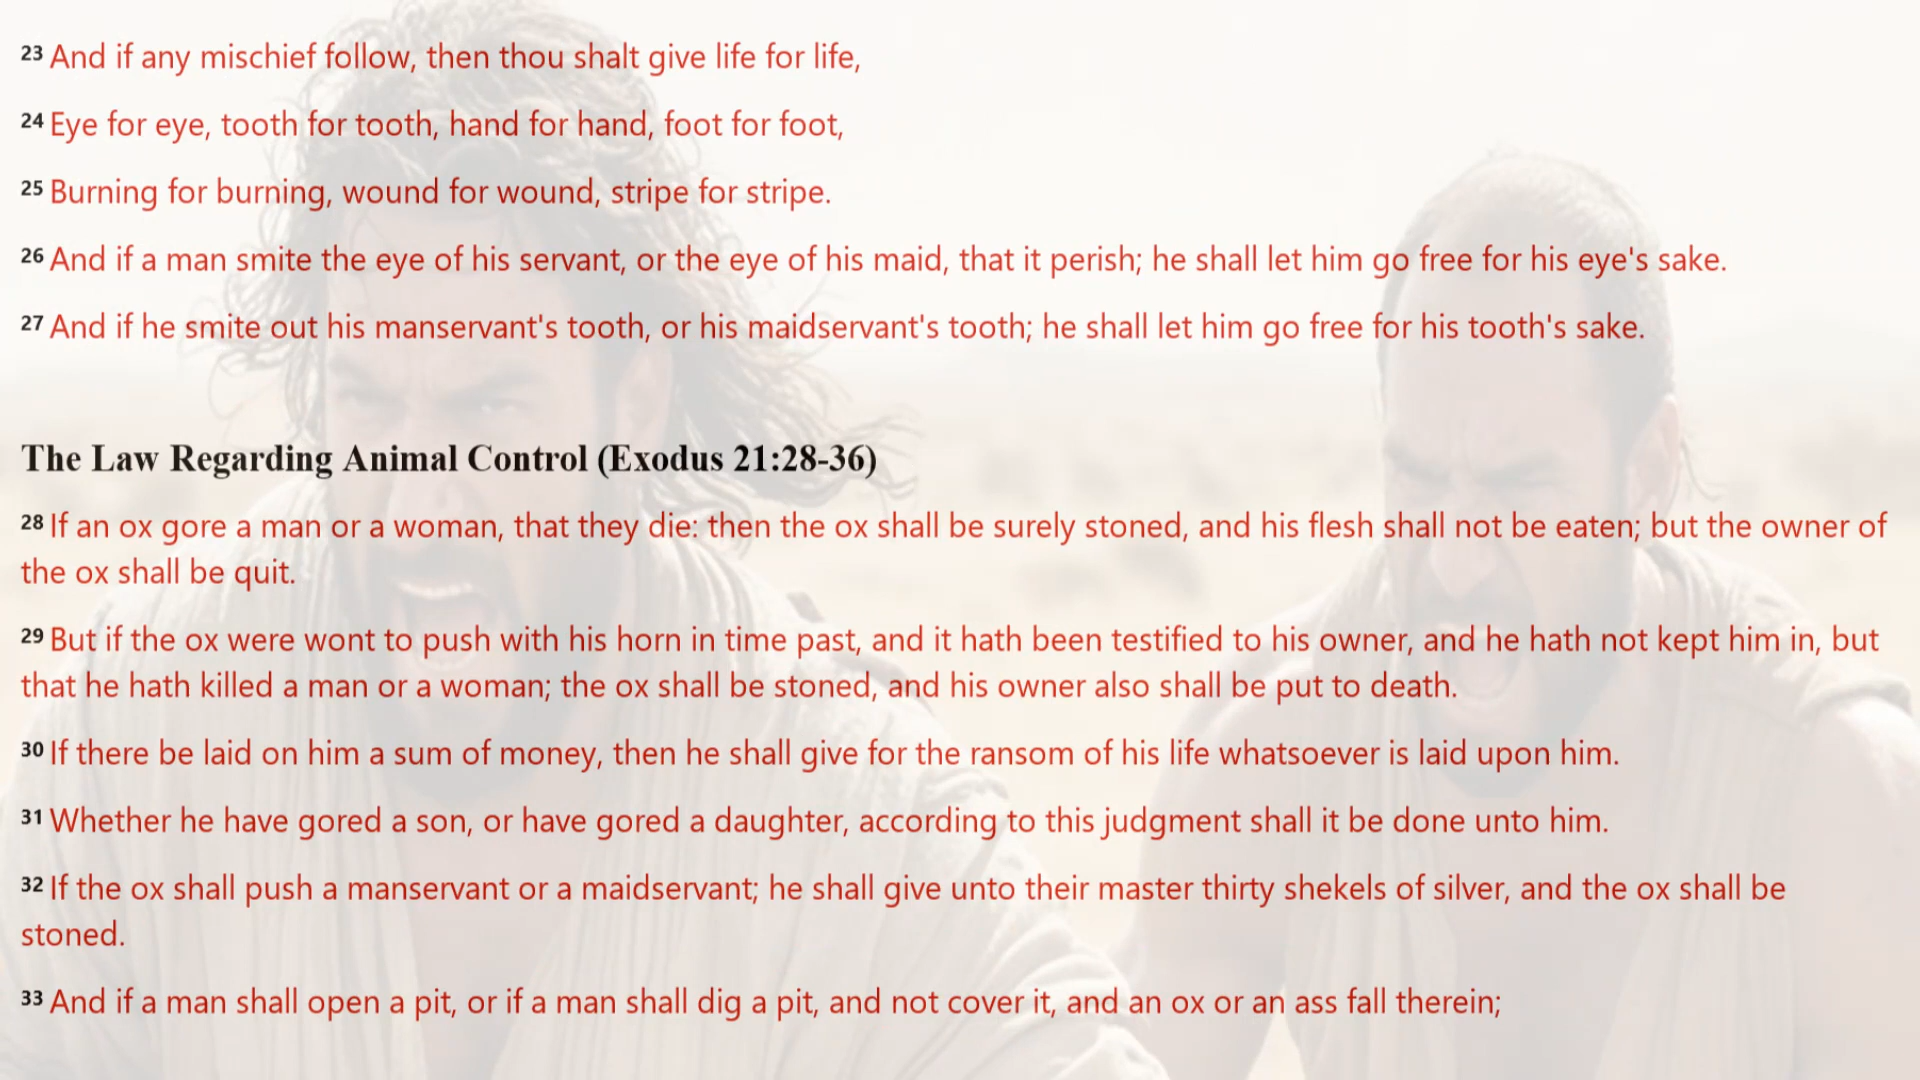 23 And if any mischief follow, then thou shalt give life for life,
24 Eye for eye, tooth for tooth, hand for hand, foot for foot,
25 Burning for burning, wound for wound, stripe for stripe.
26 And if a man smite the eye of his servant, or the eye of his maid, that it perish; he shall let him go free for his eye's sake.
27 And if he smite out his manservant's tooth, or his maidservant's tooth; he shall let him go free for his tooth's sake.
The Law Regarding Animal Control (Exodus 21:28-36)
28 If an ox gore a man or a woman, that they die: then the ox shall be surely stoned, and his flesh shall not be eaten; but the owner of
the ox shall be quit.
29 But if the ox were wont to push with his horn in time past, and it hath been testified to his owner, and he hath not kept him in, but
that he hath killed a man or a woman; the ox shall be stoned, and his owner also shall be put to death.
30 If there be laid on him a sum of money, then he shall give for the ransom of his life whatsoever is laid upon him.
31 Whether he have gored a son, or have gored a daughter, according to this judgment shall it be done unto him.
32 If the ox shall push a manservant or a maidservant; he shall give unto their master thirty shekels of silver, and the ox shall be
stoned.
33 And if a man shall open a pit, or if a man shall dig a pit, and not cover it, and an ox or an ass fall therein;